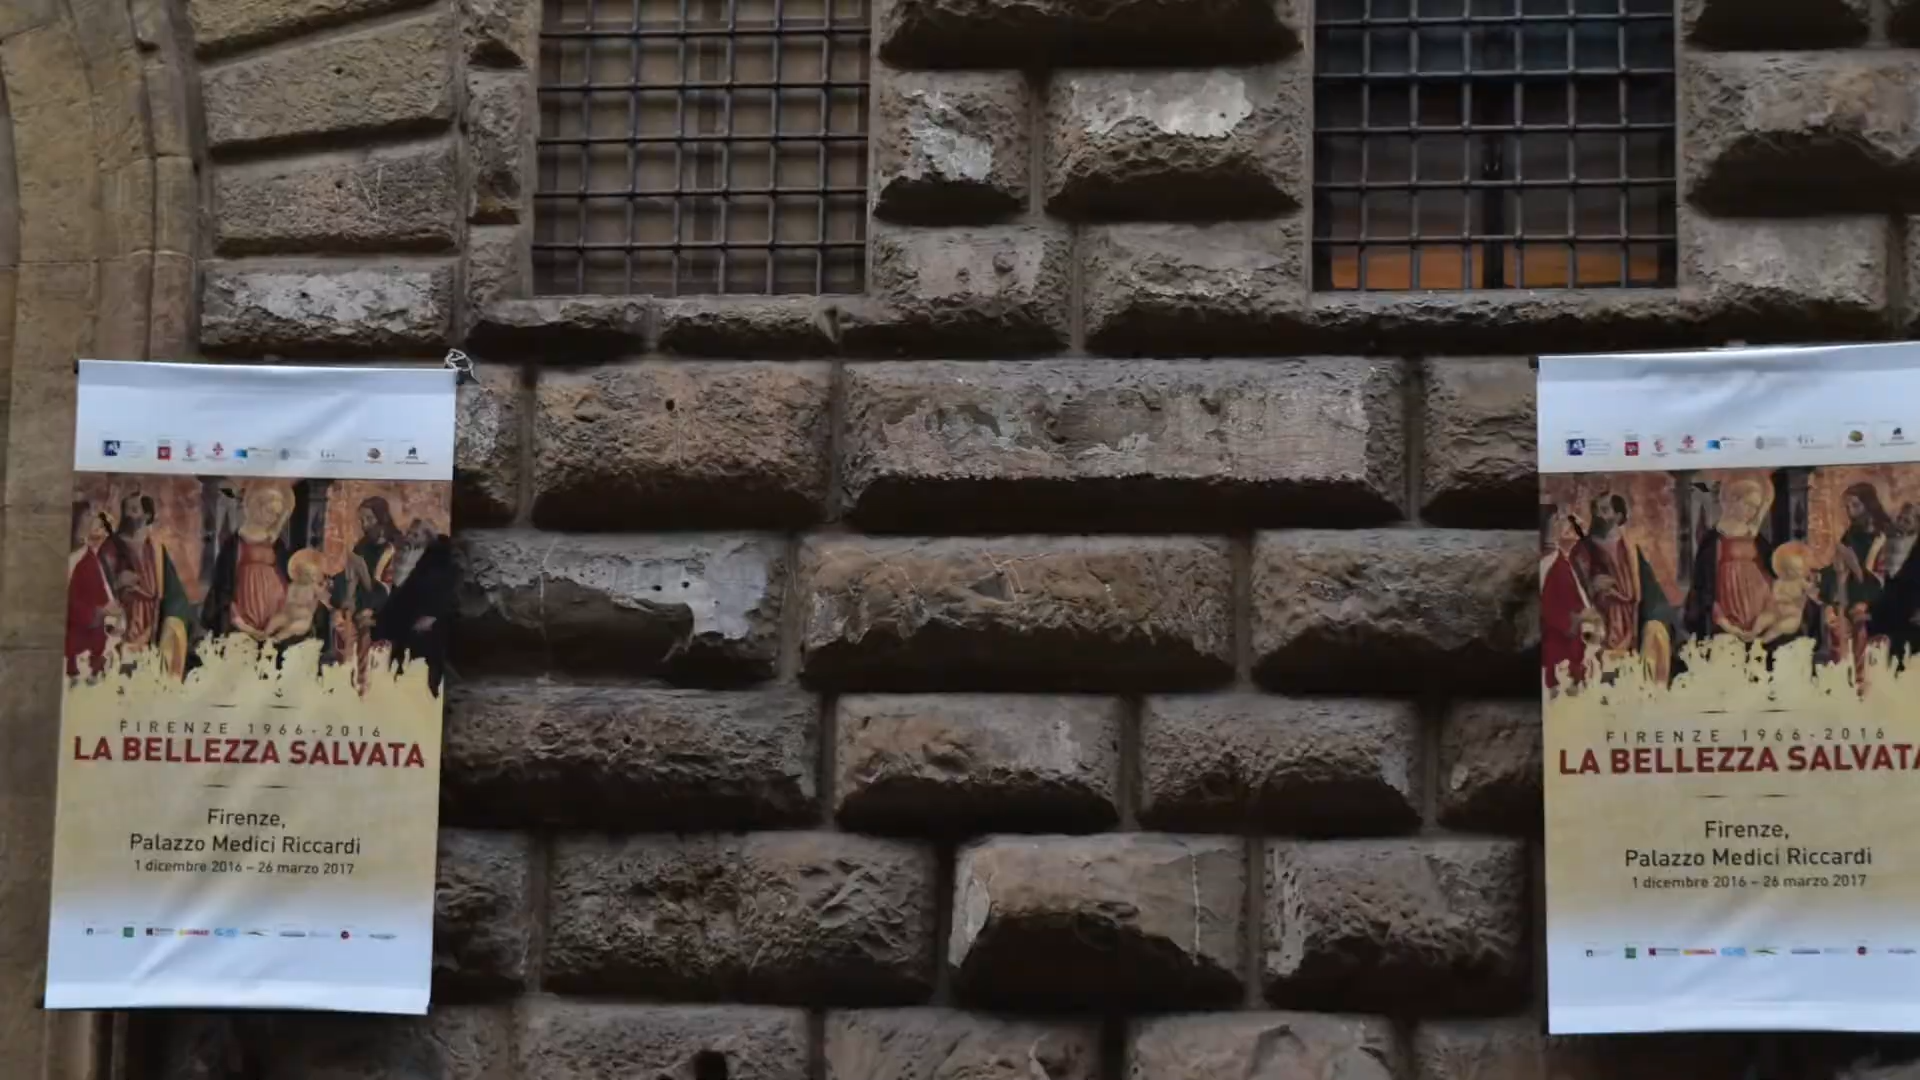 FIRENZE 1966-2016
LA BELLEZZA SALVATA
Firenze,
Palazzo Medici Riccardi
1 dicembre 2016 – 26 marzo 2017
FIRENZE 1966-2016
LA BELLEZZA SALVATA
Firenze,
Palazzo Medici Riccardi
1 dicembre 2016 – 26 marzo 2017